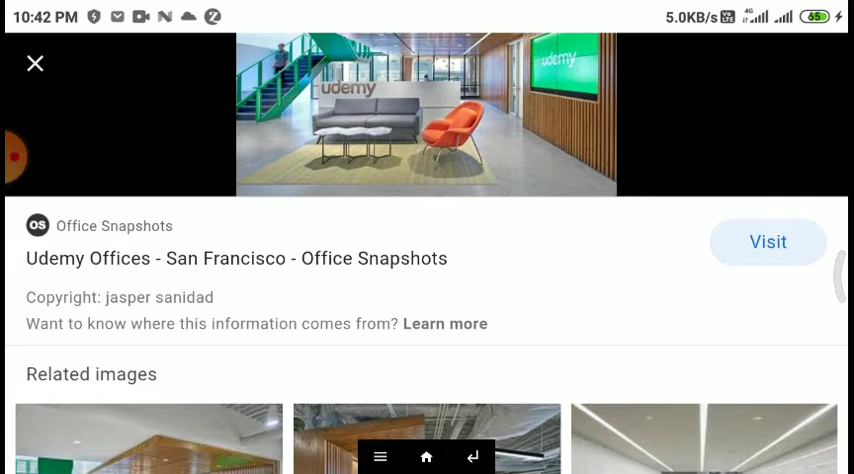 10:42 PM
5.0KB/s
4G
65
udemy
udemy
OS Office Snapshots
Udemy Offices - San Francisco - Office Snapshots
Visit
Copyright: jasper sanidad
Want to know where this information comes from? Learn more
Related images